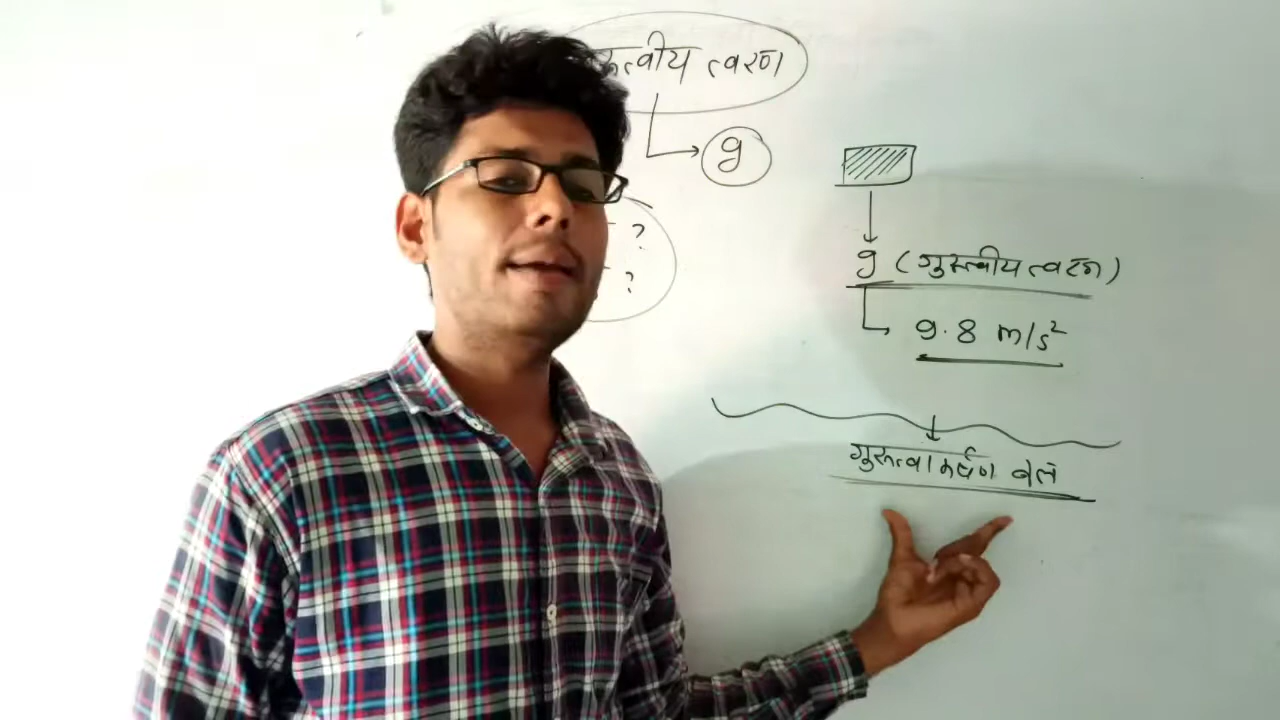 त्वीय त्वरण
g
?
?
g (गुरुत्वीय त्वरण)
9.8 m/s²
गुरुत्वाकर्षण बल